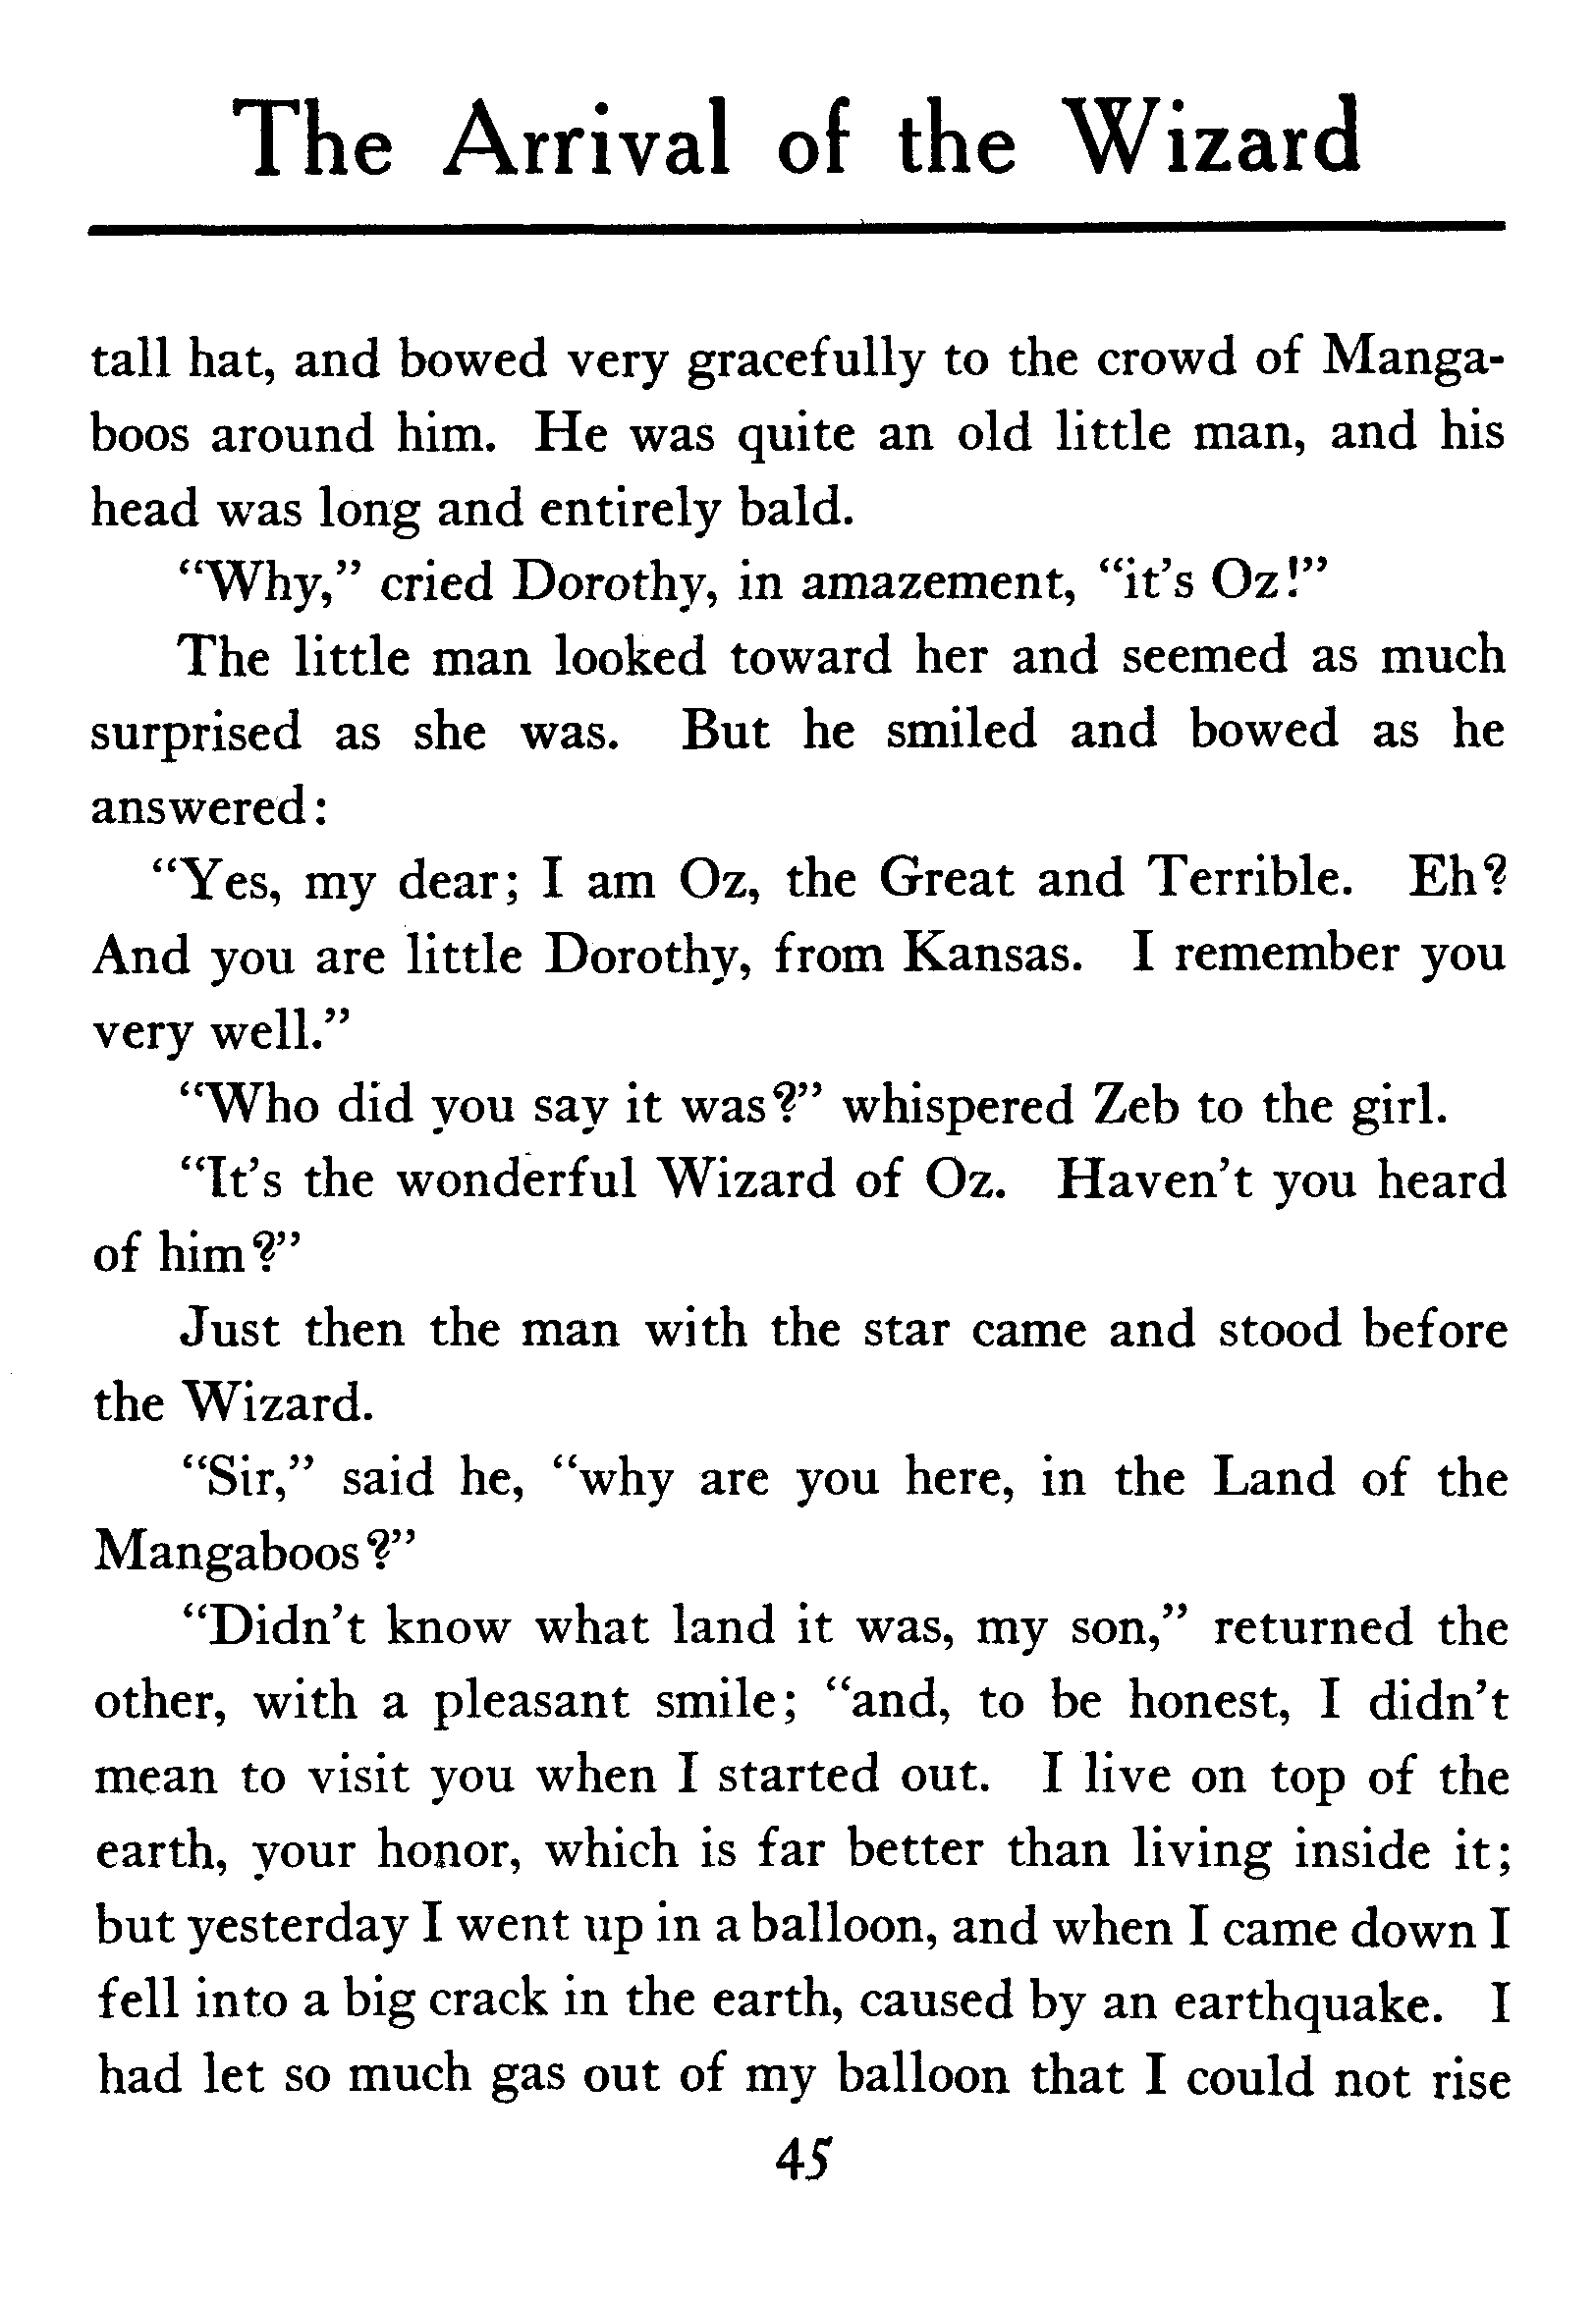 The Arrival of the Wizard
tall hat, and bowed very gracefully to the crowd of Manga-
boos around him. He was quite an old little man, and his
head was long and entirely bald.
“Why,” cried Dorothy, in amazement, “it’s Oz!”
The little man looked toward her and seemed as much
surprised as she was. But he smiled and bowed as he
answered:
“Yes, my dear; I am Oz, the Great and Terrible. Eh?
And you are little Dorothy, from Kansas. I remember you
very well.”
“Who did you say it was?” whispered Zeb to the girl.
“It’s the wonderful Wizard of Oz. Haven’t you heard
of him?”
Just then the man with the star came and stood before
the Wizard.
“Sir,” said he, “why are you here, in the Land of the
Mangaboos?”
“Didn’t know what land it was, my son,” returned the
other, with a pleasant smile; “and, to be honest, I didn’t
mean to visit you when I started out. I live on top of the
earth, your honor, which is far better than living inside it;
but yesterday I went up in a balloon, and when I came down I
fell into a big crack in the earth, caused by an earthquake. I
had let so much gas out of my balloon that I could not rise
45